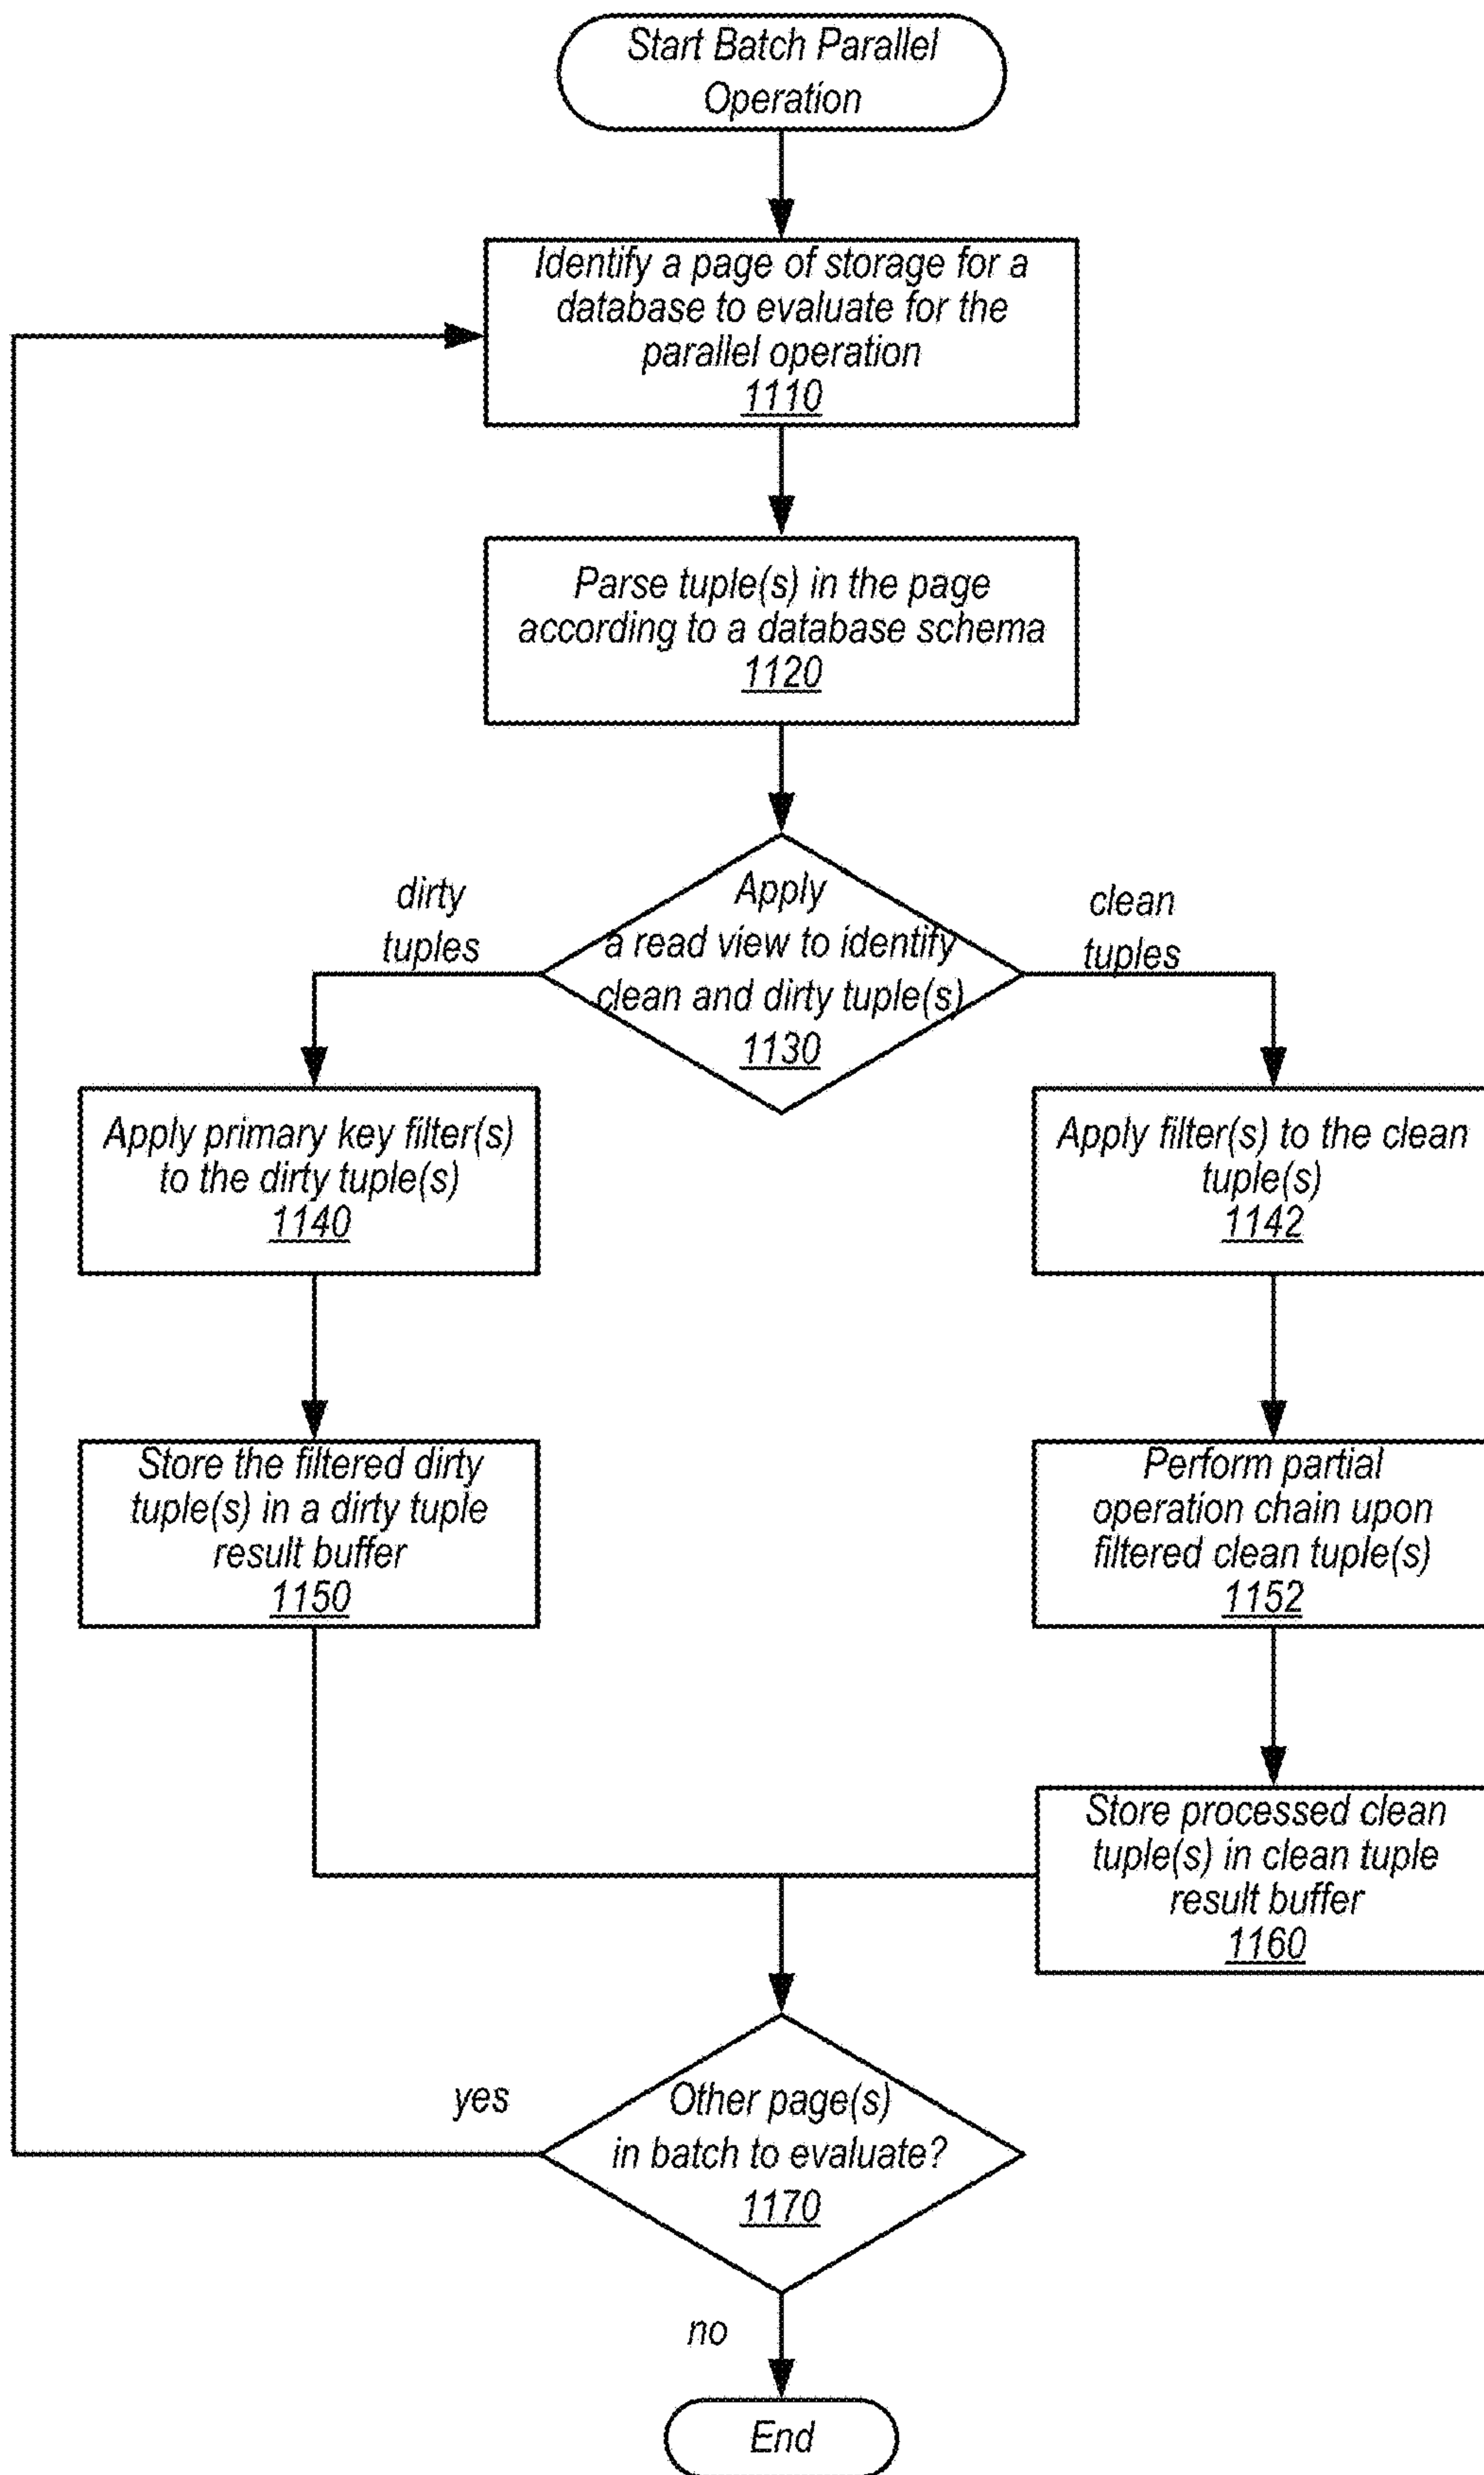 Start Batch Parallel
Operation
Identify a page of storage for a
database to evaluate for the
parallel operation
1110
Parse tuple(s) in the page
according to a database schema
1120
Apply
a read view to identify
clean and dirty tuple(s)
1130
dirty
tuples
clean
tuples
Apply primary key filter(s)
to the dirty tuple(s)
1140
Apply filter(s) to the clean
tuple(s)
1142
Store the filtered dirty
tuple(s) in a dirty tuple
result buffer
1150
Perform partial
operation chain upon
filtered clean tuple(s)
1152
Store processed clean
tuple(s) in clean tuple
result buffer
1160
Other page(s)
in batch to evaluate?
1170
yes
no
End